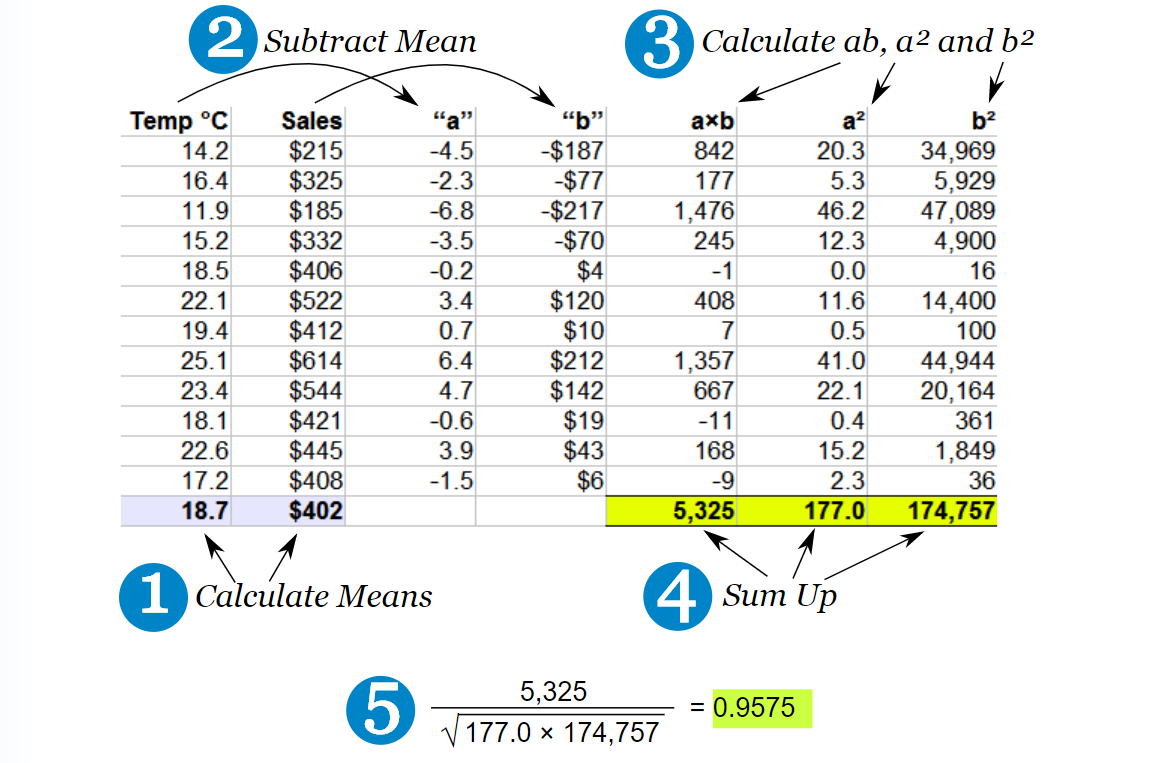 2 Subtract Mean
3 Calculate ab, a² and b²
Temp °C Sales “a” “b” a×b a² b²
14.2 $215 -4.5 -$187 842 20.3 34,969
16.4 $325 -2.3 -$77 177 5.3 5,929
11.9 $185 -6.8 -$217 1,476 46.2 47,089
15.2 $332 -3.5 -$70 245 12.3 4,900
18.5 $406 -0.2 $4 -1 0.0 16
22.1 $522 3.4 $120 408 11.6 14,400
19.4 $412 0.7 $10 7 0.5 100
25.1 $614 6.4 $212 1,357 41.0 44,944
23.4 $544 4.7 $142 667 22.1 20,164
18.1 $421 -0.6 $19 -11 0.4 361
22.6 $445 3.9 $43 168 15.2 1,849
17.2 $408 -1.5 $6 -9 2.3 36
18.7 $402 5,325 177.0 174,757
1 Calculate Means
4 Sum Up
5
5,325
√177.0 × 174,757
= 0.9575